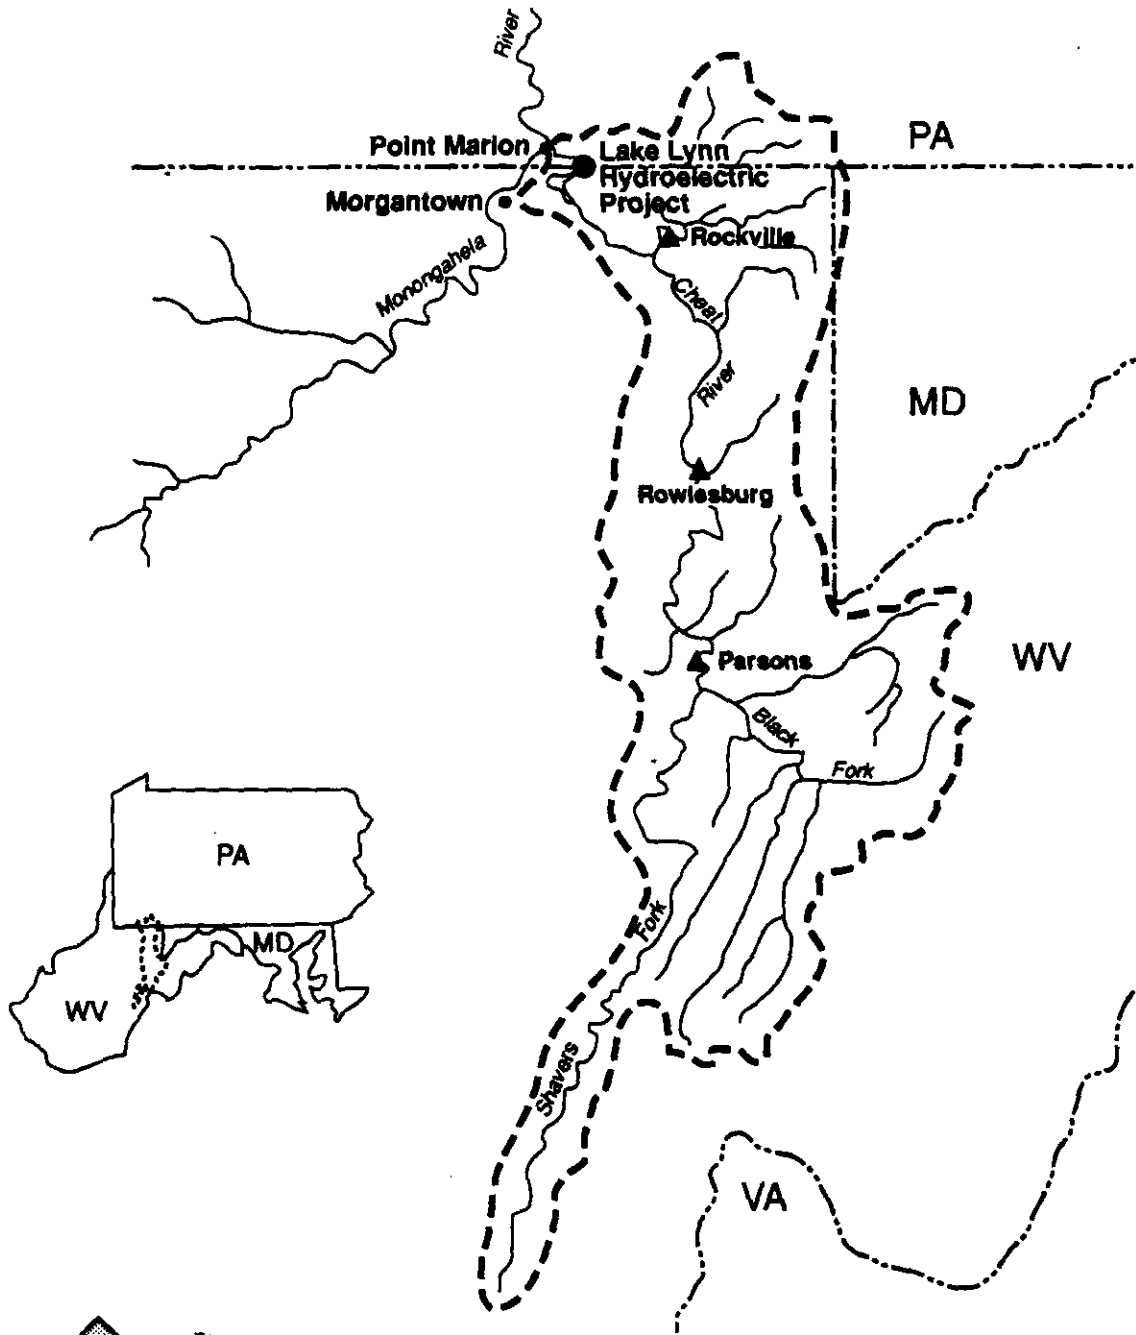 River
PA
Point Marion
Lake Lynn
Hydroelectric
Project
Morgantown
Rockville
Monongahela
Cheat
River
MD
Rowlesburg
WV
Parsons
Black
Fork
PA
Fork
MD
WV
Shavers
VA